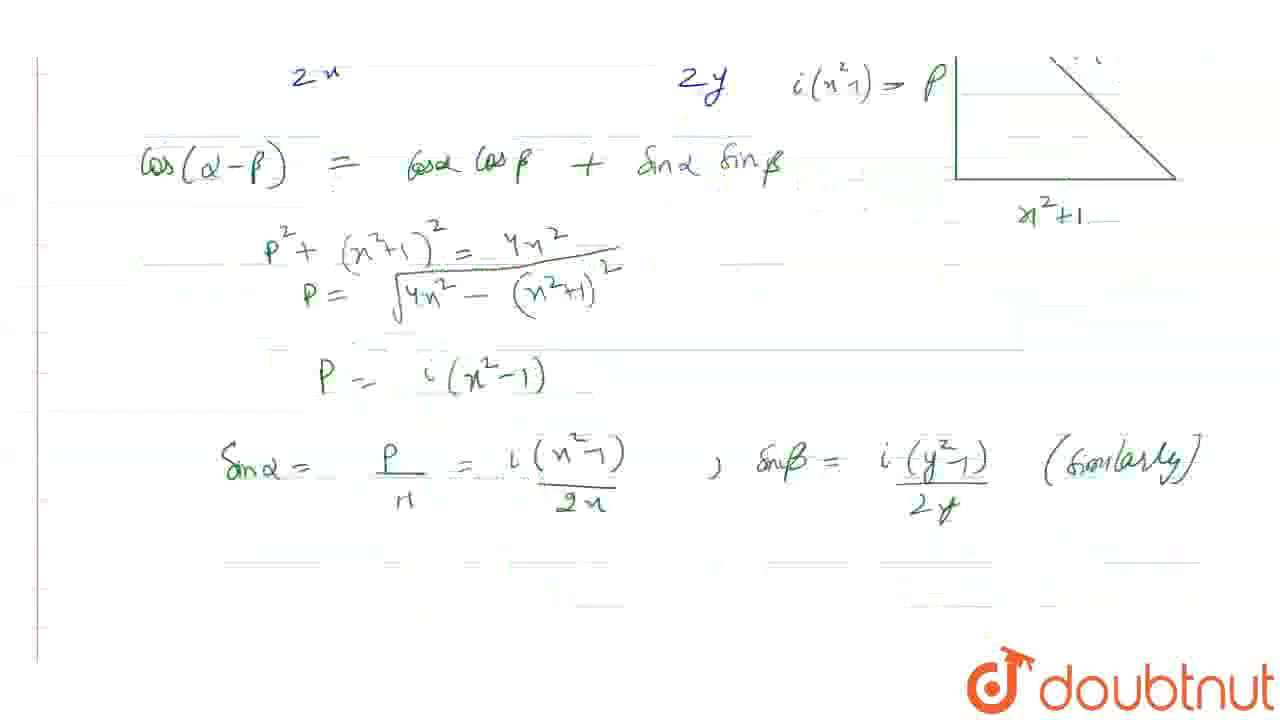 2x 2y i(x²-1) = P
cos(α-β) = cosα cosβ + sinα sinβ
x²+1
P² + (x²+1)² = 4x²
P = √4x² - (x²+1)²
P = i(x²-1)
Sinα = P/H = i(x²-1)/2x , sinβ = i(y²-1)/2y (similarly)
doubtnut